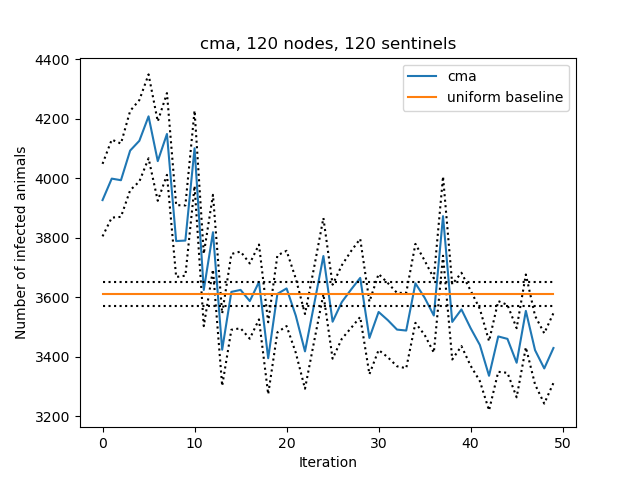 cma, 120 nodes, 120 sentinels
cma
uniform baseline
Number of infected animals
4400
4200
4000
3800
3600
3400
3200
0 10 20 30 40 50
Iteration